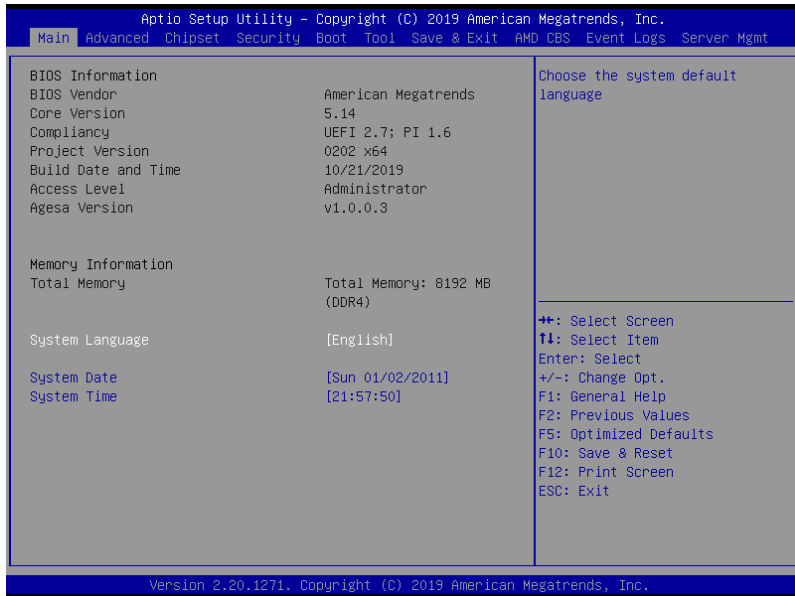 Aptio Setup Utility – Copyright (C) 2019 American Megatrends, Inc.
Main Advanced Chipset Security Boot Tool Save & Exit AMD CBS Event Logs Server Mgmt
BIOS Information
BIOS Vendor American Megatrends
Core Version 5.14
Compliancy UEFI 2.7; PI 1.6
Project Version 0202 x64
Build Date and Time 10/21/2019
Access Level Administrator
Agesa Version v1.0.0.3
Memory Information
Total Memory Total Memory: 8192 MB
(DDR4)
System Language [English]
System Date [Sun 01/02/2011]
System Time [21:57:50]
Choose the system default
language
→←: Select Screen
↑↓: Select Item
Enter: Select
+/-: Change Opt.
F1: General Help
F2: Previous Values
F5: Optimized Defaults
F10: Save & Reset
F12: Print Screen
ESC: Exit
Version 2.20.1271. Copyright (C) 2019 American Megatrends, Inc.